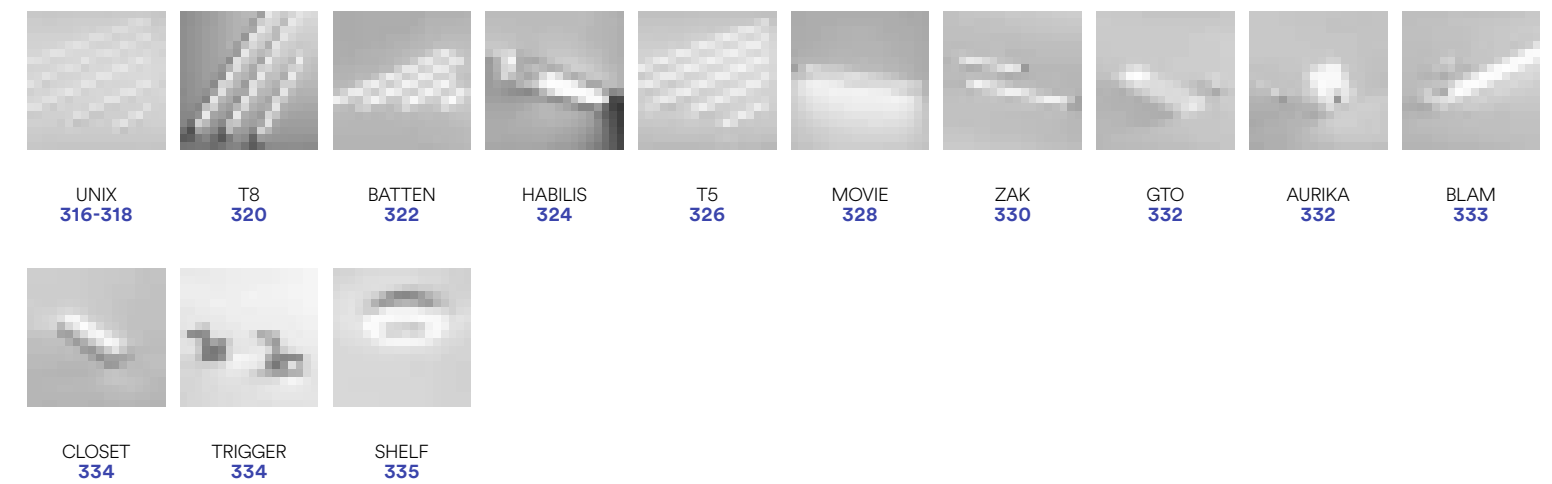 UNIX T8 BATTEN HABILIS T5 MOVIE ZAK GTO AURIKA BLAM
316-318 320 322 324 326 328 330 332 332 333
CLOSET TRIGGER SHELF
334 334 335